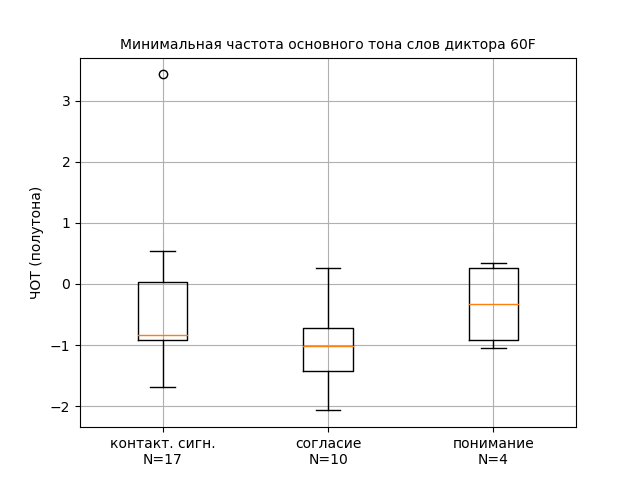 Минимальная частота основного тона слов диктора 60F
ЧОТ (полутона)
3
2
1
0
−1
−2
контакт. сигн.
N=17
согласие
N=10
понимание
N=4